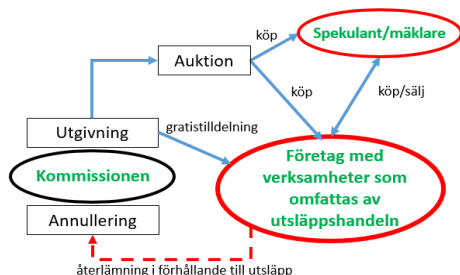 köp
Spekulant/mäklare
Auktion
köp
köp/sälj
Utgivning
gratistilldelning
Företag med
verksamheter som
omfattas av
utsläppshandeln
Kommissionen
Annullering
återlämning i förhållande till utsläpp